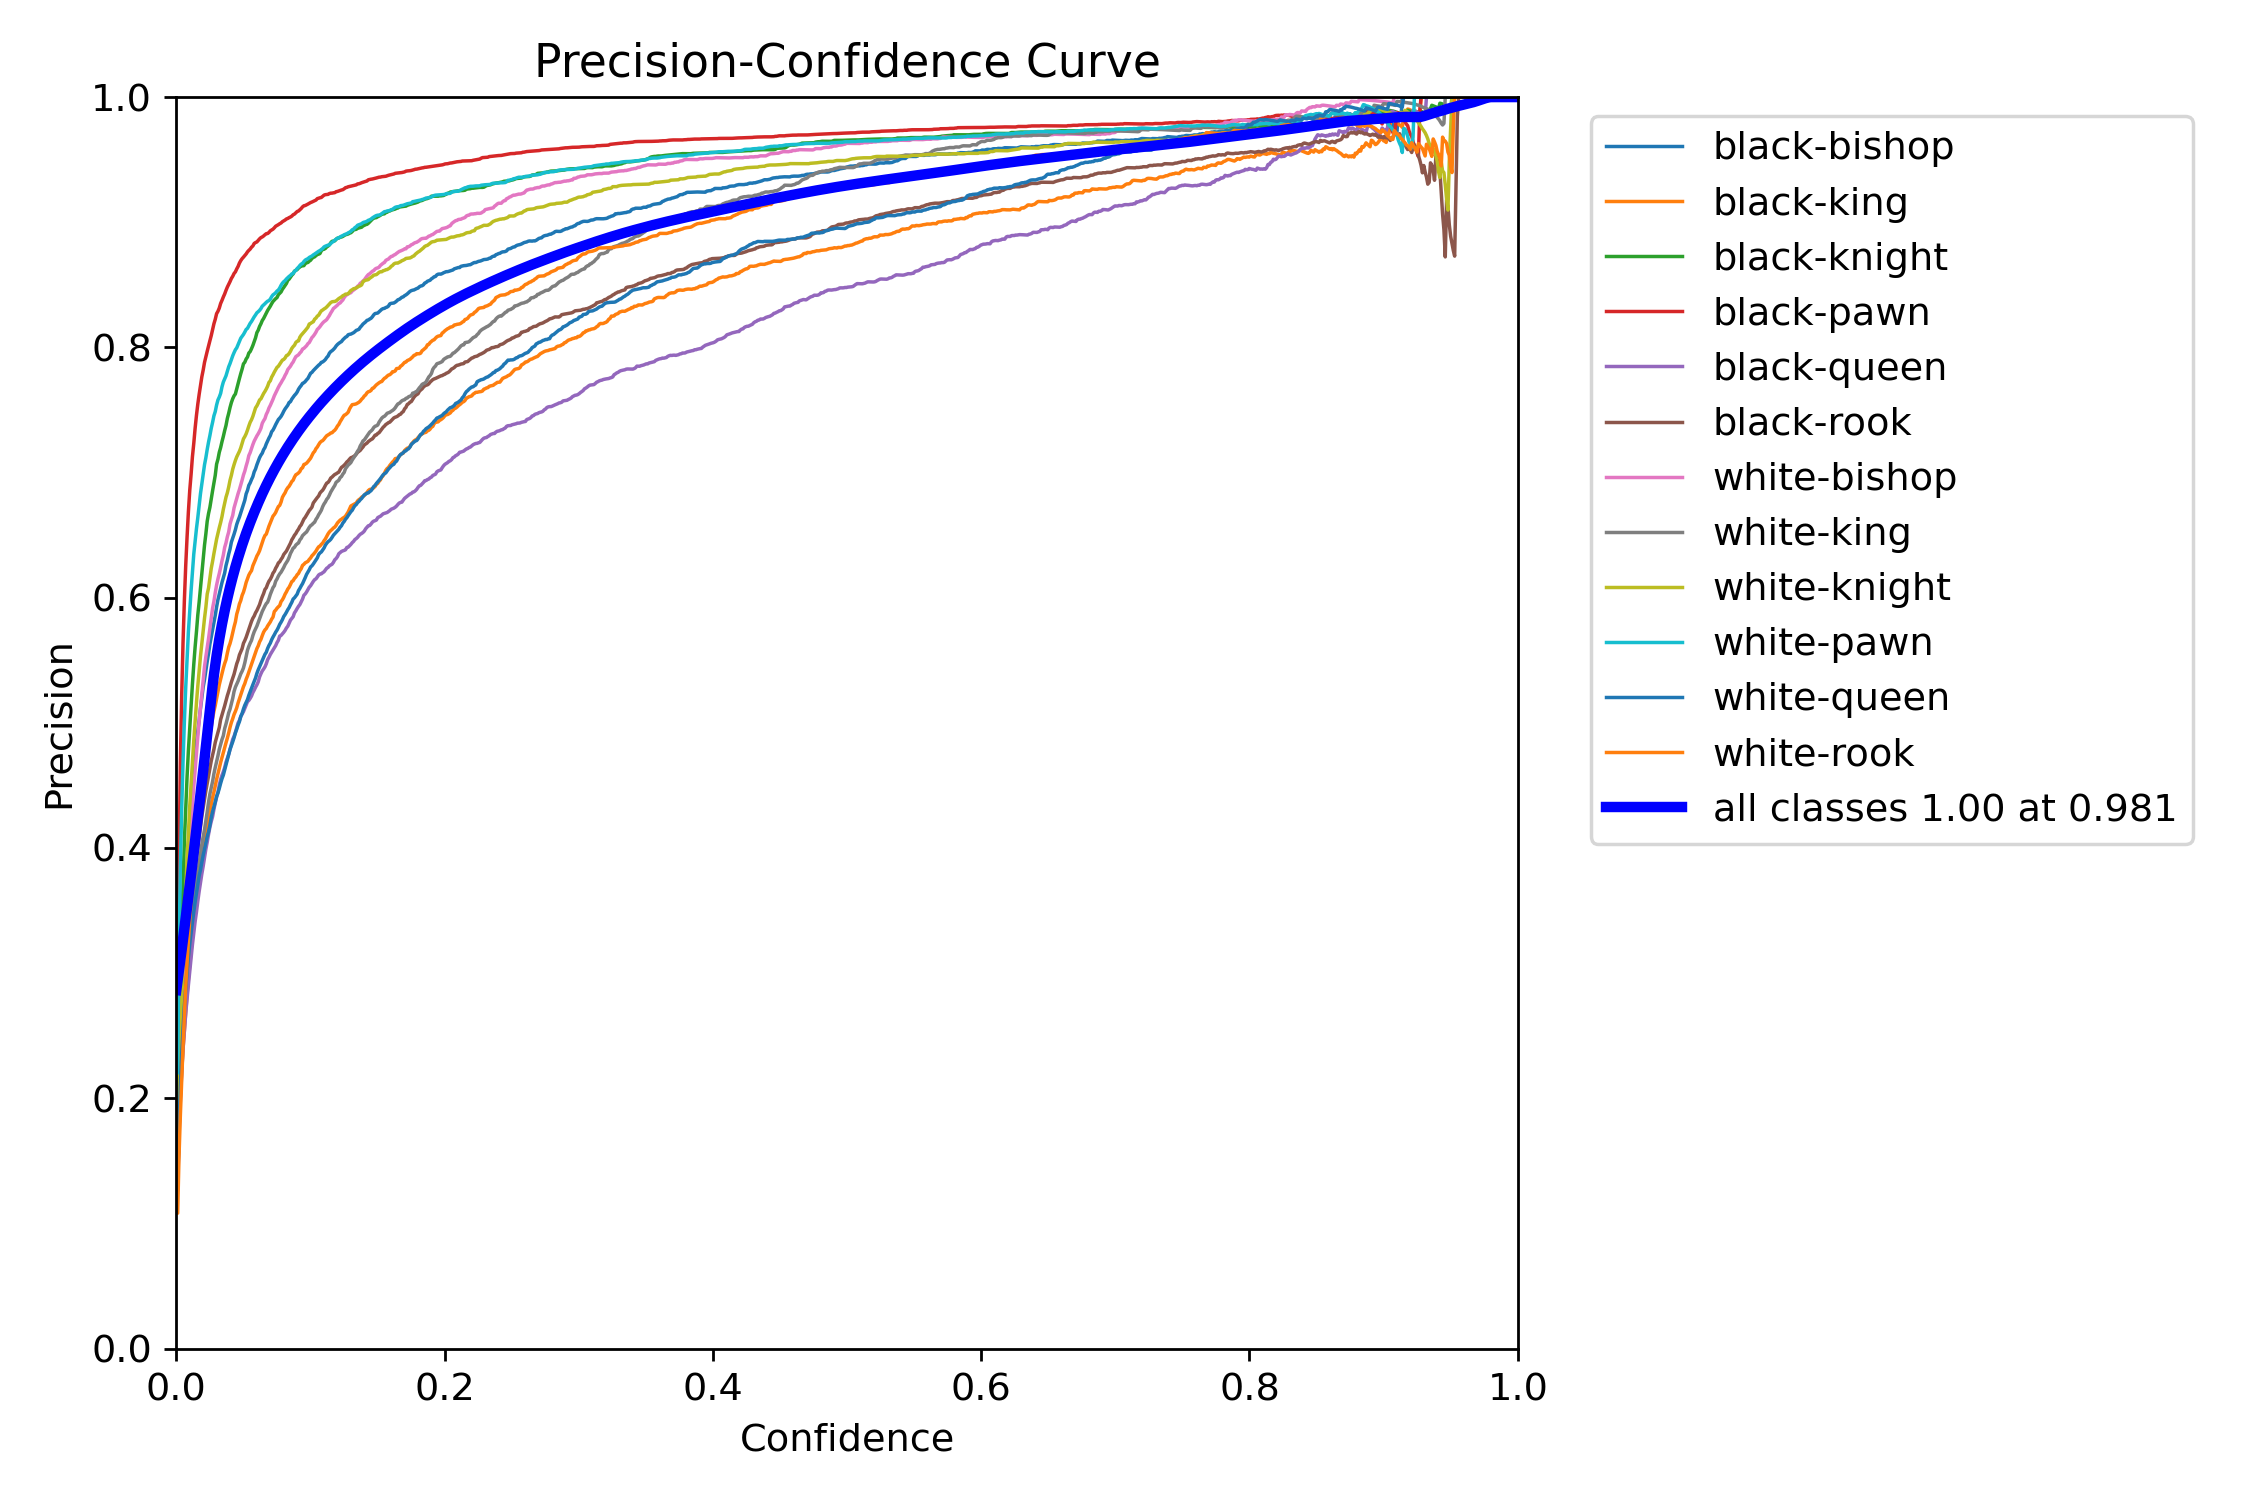 Precision-Confidence Curve
1.0
0.8
0.6
0.4
0.2
0.0
Precision
0.0 0.2 0.4 0.6 0.8 1.0
Confidence
black-bishop
black-king
black-knight
black-pawn
black-queen
black-rook
white-bishop
white-king
white-knight
white-pawn
white-queen
white-rook
all classes 1.00 at 0.981